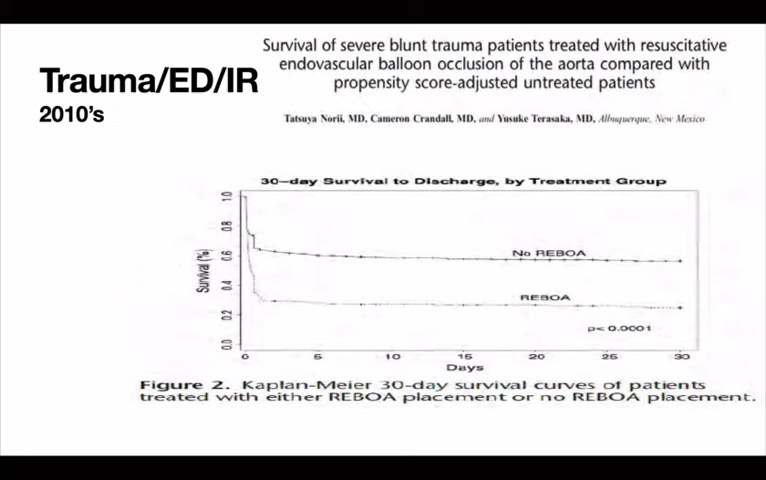 Trauma/ED/IR
2010's
Survival of severe blunt trauma patients treated with resuscitative
endovascular balloon occlusion of the aorta compared with
propensity score-adjusted untreated patients
Tatsuya Norii, MD, Cameron Crandall, MD, and Yusuke Terasaka, MD, Albuquerque, New Mexico
30-day Survival to Discharge, by Treatment Group
Survival (%)
1.0
0.8
0.6
0.4
0.2
0.0
No REBOA
REBOA
p< 0.0001
0 5 10 15 20 25 30
Days
Figure 2. Kaplan-Meier 30-day survival curves of patients
treated with either REBOA placement or no REBOA placement.